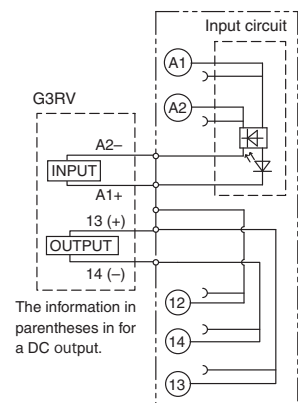 Input circuit
A1
A2
G3RV
A2–
INPUT
A1+
13 (+)
OUTPUT
14 (–)
The information in
parentheses in for
a DC output.
12
14
13